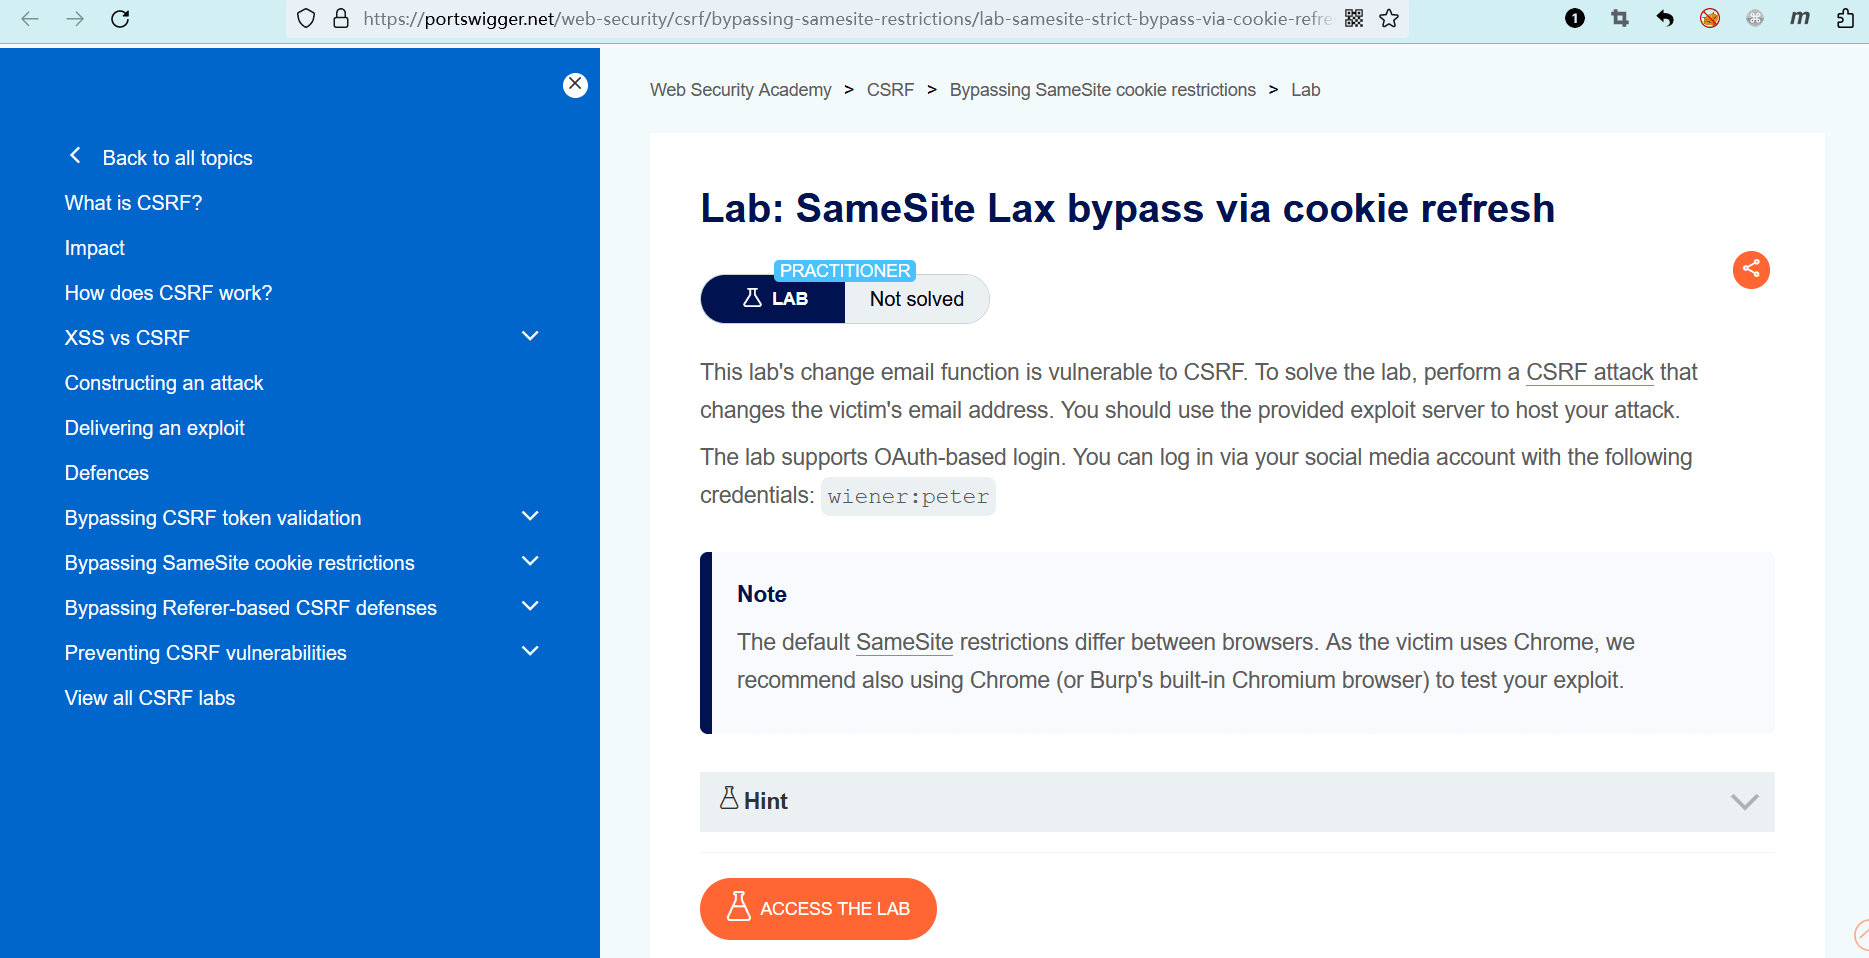 https://portswigger.net/web-security/csrf/bypassing-samesite-restrictions/lab-samesite-strict-bypass-via-cookie-refre
1
m
Back to all topics
What is CSRF?
Impact
How does CSRF work?
XSS vs CSRF
Constructing an attack
Delivering an exploit
Defences
Bypassing CSRF token validation
Bypassing SameSite cookie restrictions
Bypassing Referer-based CSRF defenses
Preventing CSRF vulnerabilities
View all CSRF labs
Web Security Academy > CSRF > Bypassing SameSite cookie restrictions > Lab
Lab: SameSite Lax bypass via cookie refresh
PRACTITIONER
LAB Not solved
This lab's change email function is vulnerable to CSRF. To solve the lab, perform a CSRF attack that
changes the victim's email address. You should use the provided exploit server to host your attack.
The lab supports OAuth-based login. You can log in via your social media account with the following
credentials: wiener:peter
Note
The default SameSite restrictions differ between browsers. As the victim uses Chrome, we
recommend also using Chrome (or Burp's built-in Chromium browser) to test your exploit.
Hint
ACCESS THE LAB